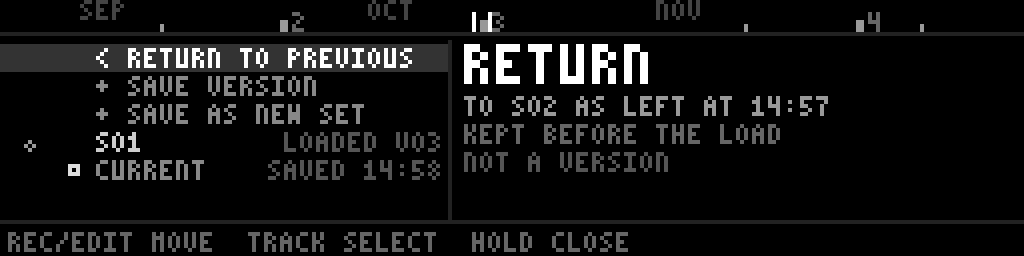 SEP OCT NOV
2 3 4
< RETURN TO PREVIOUS
+ SAVE VERSION
+ SAVE AS NEW SET
S01 LOADED V03
CURRENT SAVED 14:58
RETURN
TO S02 AS LEFT AT 14:57
KEPT BEFORE THE LOAD
NOT A VERSION
REC/EDIT MOVE TRACK SELECT HOLD CLOSE